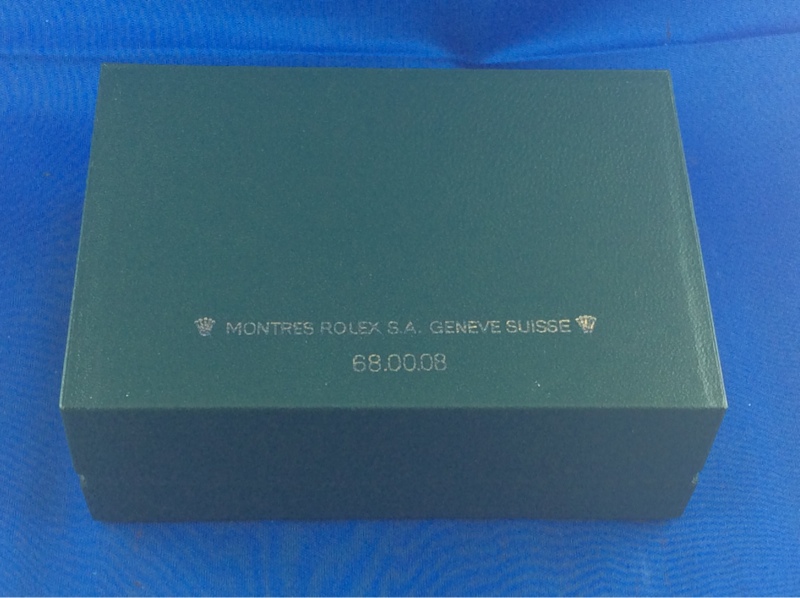 MONTRES ROLEX S.A. GENEVE SUISSE
68.00.08